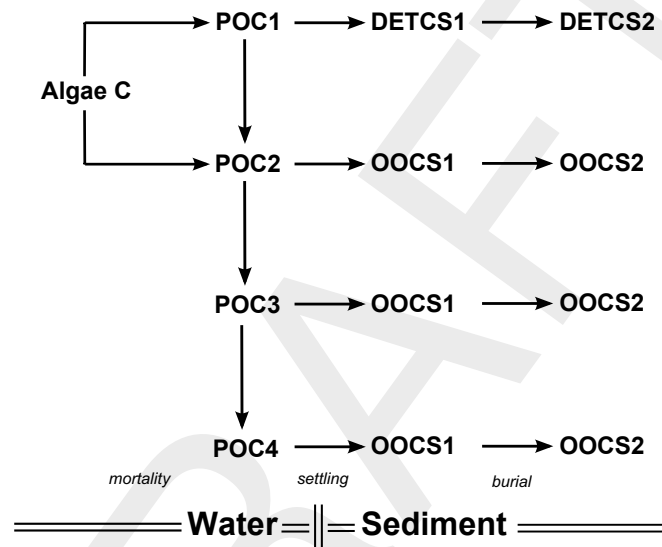 POC1 DETCS1 DETCS2
Algae C
POC2 OOCS1 OOCS2
POC3 OOCS1 OOCS2
POC4 OOCS1 OOCS2
mortality settling burial
Water Sediment